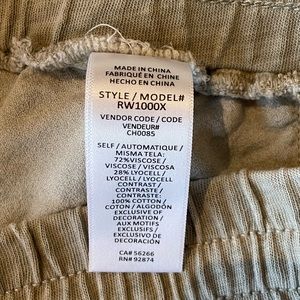 MADE IN CHINA
FABRIQUÉ EN CHINE
HECHO EN CHINA
STYLE / MODEL#
RW1000X
VENDOR CODE / CODE
VENDEUR#
CH0085
SELF / AUTOMATIQUE /
MISMA TELA:
72%VISCOSE /
VISCOSE / VISCOSA
28% LYOCELL /
LYOCELL / LYOCELL
CONTRAST /
CONTRASTE /
CONTRASTE:
100% COTTON /
COTON / ALGODÓN
EXCLUSIVE OF
DECORATION /
AUX MOTIFS
EXCLUSIFS DU
DÉCORATION /
EXCLUSIVO DE
DECORACIÓN
CA# 56266
RN# 92874